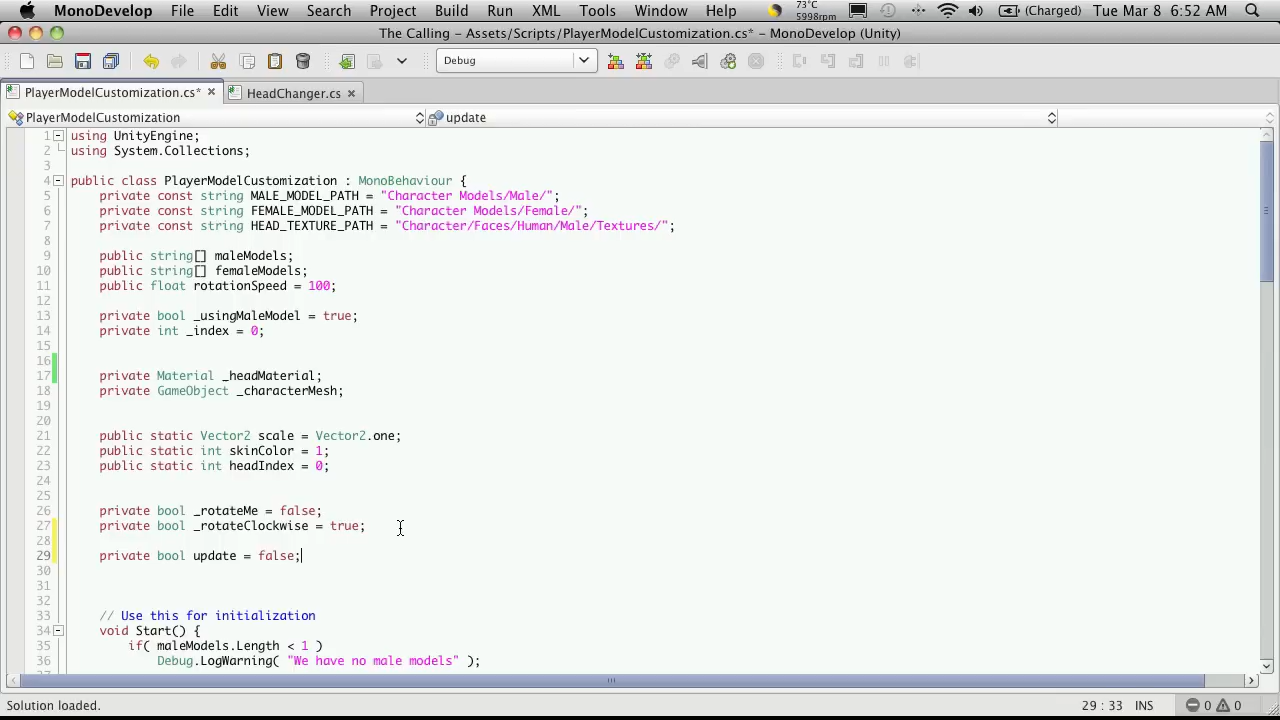 MonoDevelop File Edit View Search Project Build Run XML Tools Window Help 73°C 5998rpm (Charged) Tue Mar 8 6:52 AM
The Calling – Assets/Scripts/PlayerModelCustomization.cs* – MonoDevelop (Unity)
Debug
PlayerModelCustomization.cs* HeadChanger.cs
PlayerModelCustomization update
1 using UnityEngine;
2 using System.Collections;
3
4 public class PlayerModelCustomization : MonoBehaviour {
5 private const string MALE_MODEL_PATH = "Character Models/Male/";
6 private const string FEMALE_MODEL_PATH = "Character Models/Female/";
7 private const string HEAD_TEXTURE_PATH = "Character/Faces/Human/Male/Textures/";
8
9 public string[] maleModels;
10 public string[] femaleModels;
11 public float rotationSpeed = 100;
12
13 private bool _usingMaleModel = true;
14 private int _index = 0;
15
16
17 private Material _headMaterial;
18 private GameObject _characterMesh;
19
20
21 public static Vector2 scale = Vector2.one;
22 public static int skinColor = 1;
23 public static int headIndex = 0;
24
25
26 private bool _rotateMe = false;
27 private bool _rotateClockwise = true;
28
29 private bool update = false;
30
31
32
33 // Use this for initialization
34 void Start() {
35 if( maleModels.Length < 1 )
36 Debug.LogWarning( "We have no male models" );
Solution loaded. 29 : 33 INS 0 0